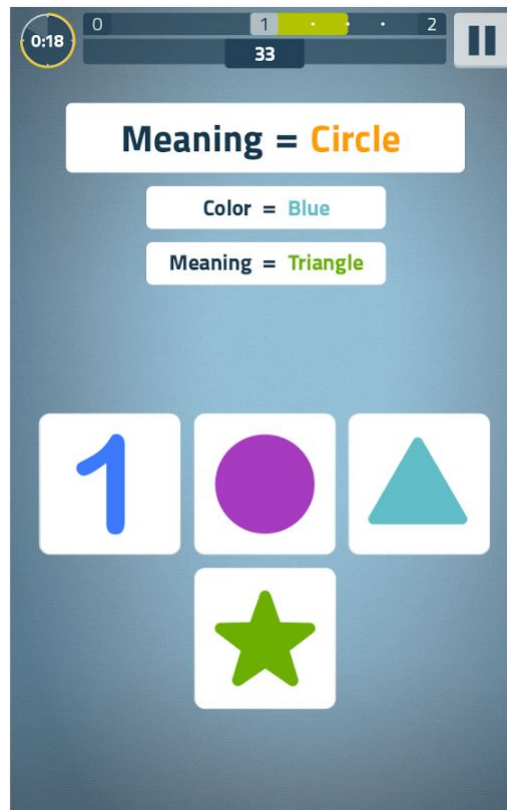 0 1 2
0:18
33
Meaning = Circle
Color = Blue
Meaning = Triangle
1